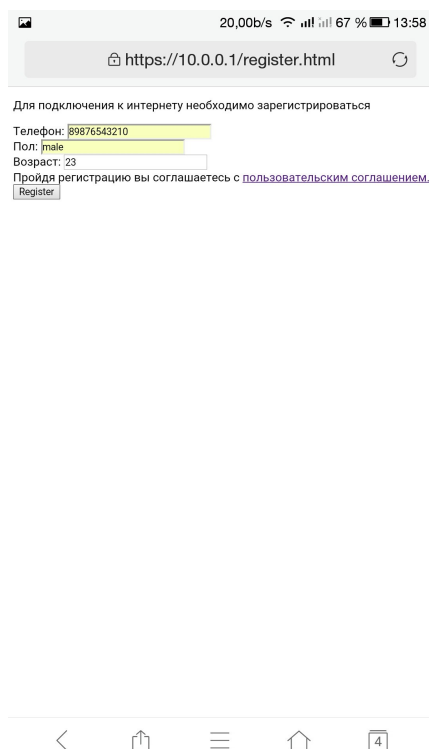 20,00b/s 67 % 13:58
https://10.0.0.1/register.html
Для подключения к интернету необходимо зарегистрироваться
Телефон: 89876543210
Пол: male
Возраст: 23
Пройдя регистрацию вы соглашаетесь с пользовательским соглашением.
Register
4